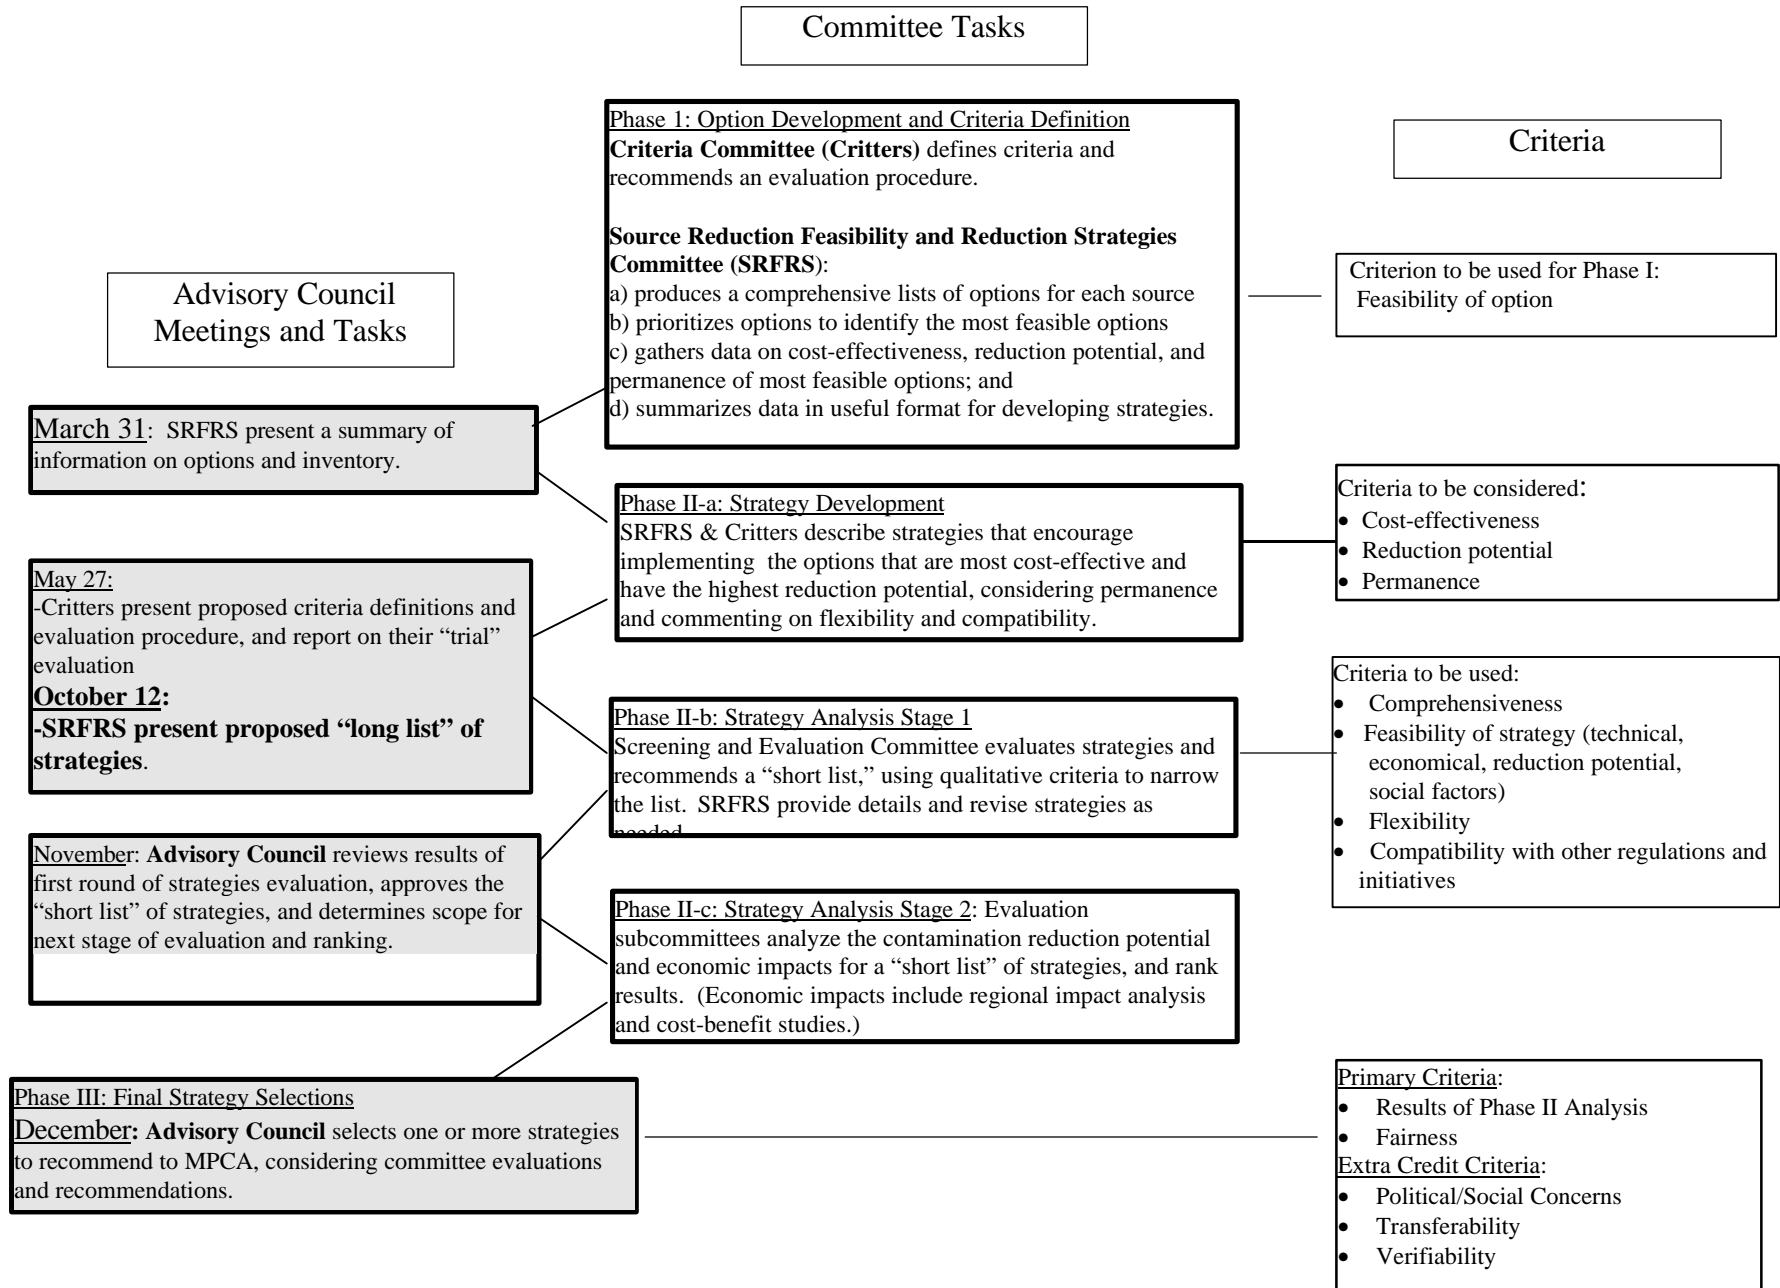 Committee Tasks
Phase 1: Option Development and Criteria Definition
Criteria Committee (Critters) defines criteria and
recommends an evaluation procedure.
Source Reduction Feasibility and Reduction Strategies
Committee (SRFRS):
a) produces a comprehensive lists of options for each source
b) prioritizes options to identify the most feasible options
c) gathers data on cost-effectiveness, reduction potential, and
permanence of most feasible options; and
d) summarizes data in useful format for developing strategies.
Criteria
Criterion to be used for Phase I:
Feasibility of option
Advisory Council
Meetings and Tasks
March 31:  SRFRS present a summary of
information on options and inventory.
Phase II-a: Strategy Development
SRFRS & Critters describe strategies that encourage
implementing  the options that are most cost-effective and
have the highest reduction potential, considering permanence
and commenting on flexibility and compatibility.
Criteria to be considered:
• Cost-effectiveness
• Reduction potential
• Permanence
May 27:
-Critters present proposed criteria definitions and
evaluation procedure, and report on their “trial”
evaluation
October 12:
-SRFRS present proposed “long list” of
strategies.
Phase II-b: Strategy Analysis Stage 1
Screening and Evaluation Committee evaluates strategies and
recommends a “short list,” using qualitative criteria to narrow
the list.  SRFRS provide details and revise strategies as
needed
Criteria to be used:
• Comprehensiveness
• Feasibility of strategy (technical,
economical, reduction potential,
social factors)
• Flexibility
• Compatibility with other regulations and
initiatives
November: Advisory Council reviews results of
first round of strategies evaluation, approves the
“short list” of strategies, and determines scope for
next stage of evaluation and ranking.
Phase II-c: Strategy Analysis Stage 2: Evaluation
subcommittees analyze the contamination reduction potential
and economic impacts for a “short list” of strategies, and rank
results.  (Economic impacts include regional impact analysis
and cost-benefit studies.)
Phase III: Final Strategy Selections
December: Advisory Council selects one or more strategies
to recommend to MPCA, considering committee evaluations
and recommendations.
Primary Criteria:
• Results of Phase II Analysis
• Fairness
Extra Credit Criteria:
• Political/Social Concerns
• Transferability
• Verifiability